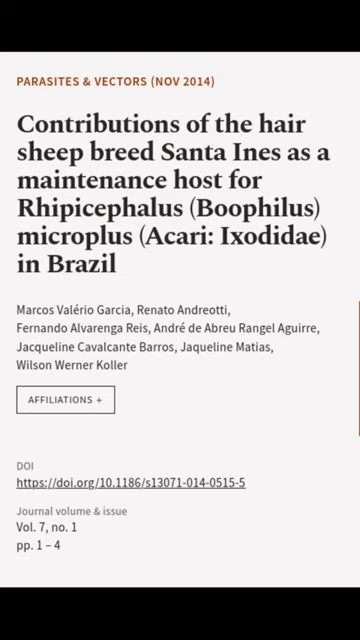 PARASITES & VECTORS (NOV 2014)
Contributions of the hair
sheep breed Santa Ines as a
maintenance host for
Rhipicephalus (Boophilus)
microplus (Acari: Ixodidae)
in Brazil
Marcos Valério Garcia, Renato Andreotti,
Fernando Alvarenga Reis, André de Abreu Rangel Aguirre,
Jacqueline Cavalcante Barros, Jaqueline Matias,
Wilson Werner Koller
AFFILIATIONS +
DOI
https://doi.org/10.1186/s13071-014-0515-5
Journal volume & issue
Vol. 7, no. 1
pp. 1 – 4